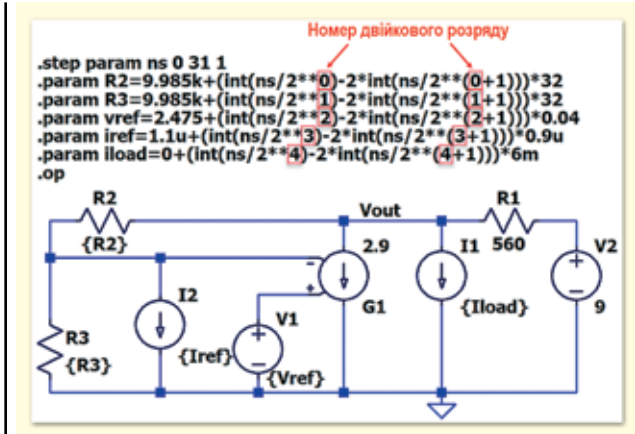 Номер двійкового розряду
.step param ns 0 31 1
.param R2=9.985k+(int(ns/2**0)-2*int(ns/2**(0+1)))*32
.param R3=9.985k+(int(ns/2**1)-2*int(ns/2**(1+1)))*32
.param vref=2.475+(int(ns/2**2)-2*int(ns/2**(2+1)))*0.04
.param iref=1.1u+(int(ns/2**3)-2*int(ns/2**(3+1)))*0.9u
.param iload=0+(int(ns/2**4)-2*int(ns/2**(4+1)))*6m
.op
R2
{R2}
Vout
R1
560
2.9
G1
I1
{Iload}
V2
9
I2
{Iref}
V1
{Vref}
R3
{R3}